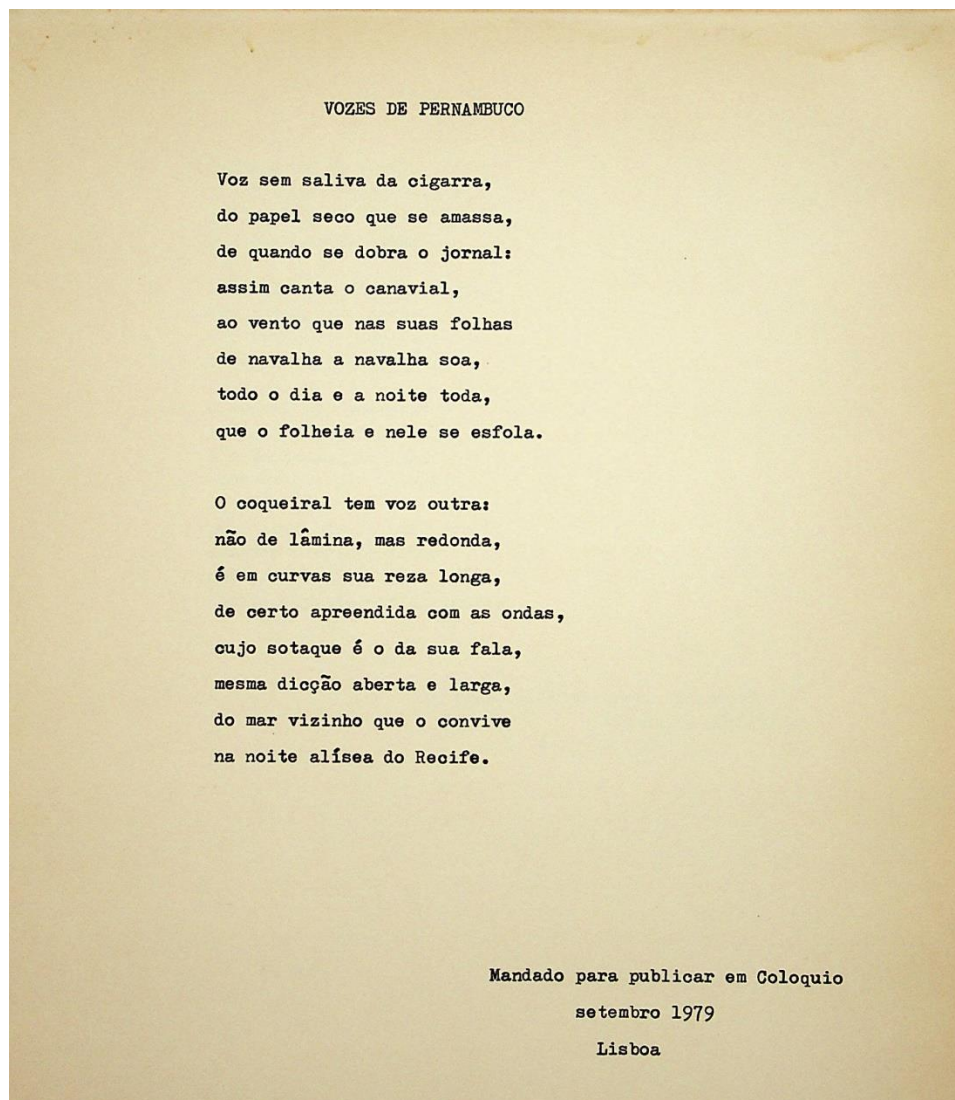 VOZES DE PERNAMBUCO
Voz sem saliva da cigarra,
do papel seco que se amassa,
de quando se dobra o jornal:
assim canta o canavial,
ao vento que nas suas folhas
de navalha a navalha soa,
todo o dia e a noite toda,
que o folheia e nele se esfola.
O coqueiral tem voz outra:
não de lâmina, mas redonda,
é em curvas sua reza longa,
de certo apreendida com as ondas,
cujo sotaque é o da sua fala,
mesma dicção aberta e larga,
do mar vizinho que o convive
na noite alísea do Recife.
Mandado para publicar em Coloquio
setembro 1979
Lisboa